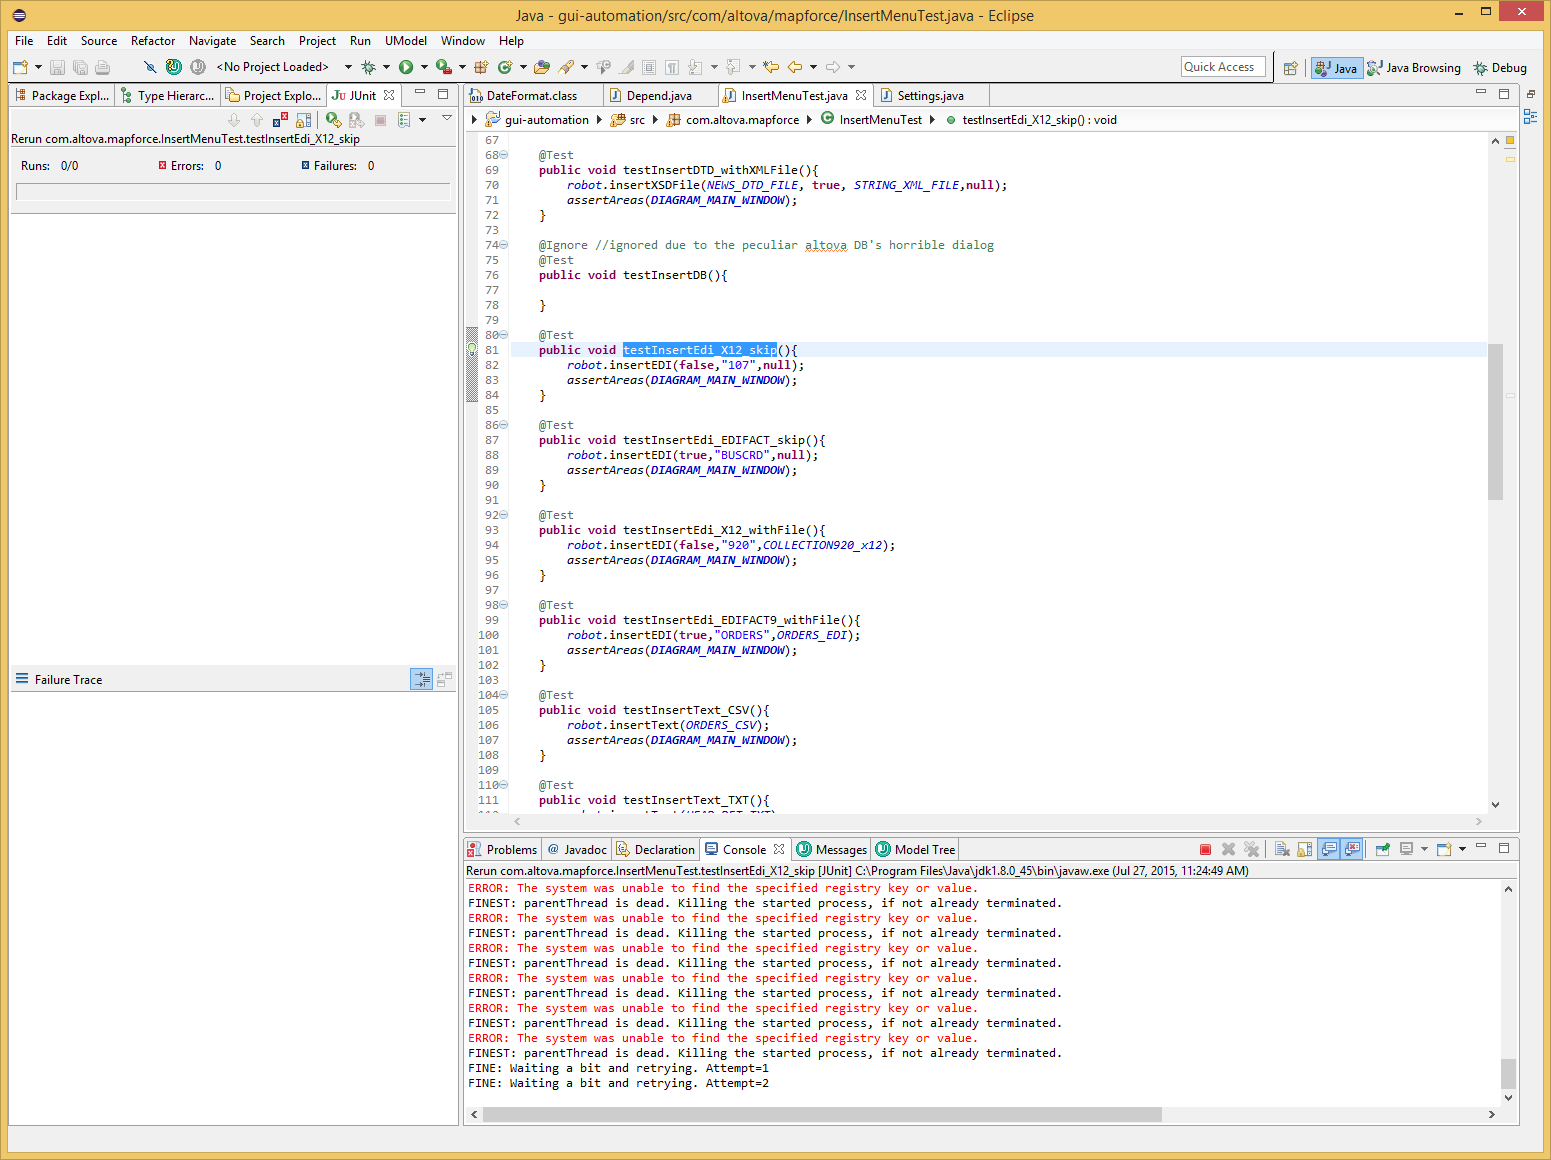 Java - gui-automation/src/com/altova/mapforce/InsertMenuTest.java - Eclipse
File Edit Source Refactor Navigate Search Project Run UModel Window Help
<No Project Loaded>
Quick Access
Java
Java Browsing
Debug
Package Expl...
Type Hierarc...
Project Explo...
JUnit
Rerun com.altova.mapforce.InsertMenuTest.testInsertEdi_X12_skip
Runs: 0/0
Errors: 0
Failures: 0
Failure Trace
DateFormat.class
Depend.java
InsertMenuTest.java
Settings.java
gui-automation
src
com.altova.mapforce
InsertMenuTest
testInsertEdi_X12_skip() : void
67
68 @Test
69 public void testInsertDTD_withXMLFile(){
70 robot.insertXSDFile(NEWS_DTD_FILE, true, STRING_XML_FILE,null);
71 assertAreas(DIAGRAM_MAIN_WINDOW);
72 }
73
74 @Ignore //ignored due to the peculiar altova DB's horrible dialog
75 @Test
76 public void testInsertDB(){
77
78 }
79
80 @Test
81 public void testInsertEdi_X12_skip(){
82 robot.insertEDI(false,"107",null);
83 assertAreas(DIAGRAM_MAIN_WINDOW);
84 }
85
86 @Test
87 public void testInsertEdi_EDIFACT_skip(){
88 robot.insertEDI(true,"BUSCRD",null);
89 assertAreas(DIAGRAM_MAIN_WINDOW);
90 }
91
92 @Test
93 public void testInsertEdi_X12_withFile(){
94 robot.insertEDI(false,"920",COLLECTION920_x12);
95 assertAreas(DIAGRAM_MAIN_WINDOW);
96 }
97
98 @Test
99 public void testInsertEdi_EDIFACT9_withFile(){
100 robot.insertEDI(true,"ORDERS",ORDERS_EDI);
101 assertAreas(DIAGRAM_MAIN_WINDOW);
102 }
103
104 @Test
105 public void testInsertText_CSV(){
106 robot.insertText(ORDERS_CSV);
107 assertAreas(DIAGRAM_MAIN_WINDOW);
108 }
109
110 @Test
111 public void testInsertText_TXT(){
Problems
Javadoc
Declaration
Console
Messages
Model Tree
Rerun com.altova.mapforce.InsertMenuTest.testInsertEdi_X12_skip [JUnit] C:\Program Files\Java\jdk1.8.0_45\bin\javaw.exe (Jul 27, 2015, 11:24:49 AM)
ERROR: The system was unable to find the specified registry key or value.
FINEST: parentThread is dead. Killing the started process, if not already terminated.
ERROR: The system was unable to find the specified registry key or value.
FINEST: parentThread is dead. Killing the started process, if not already terminated.
ERROR: The system was unable to find the specified registry key or value.
FINEST: parentThread is dead. Killing the started process, if not already terminated.
ERROR: The system was unable to find the specified registry key or value.
FINEST: parentThread is dead. Killing the started process, if not already terminated.
ERROR: The system was unable to find the specified registry key or value.
FINEST: parentThread is dead. Killing the started process, if not already terminated.
ERROR: The system was unable to find the specified registry key or value.
FINEST: parentThread is dead. Killing the started process, if not already terminated.
FINE: Waiting a bit and retrying. Attempt=1
FINE: Waiting a bit and retrying. Attempt=2